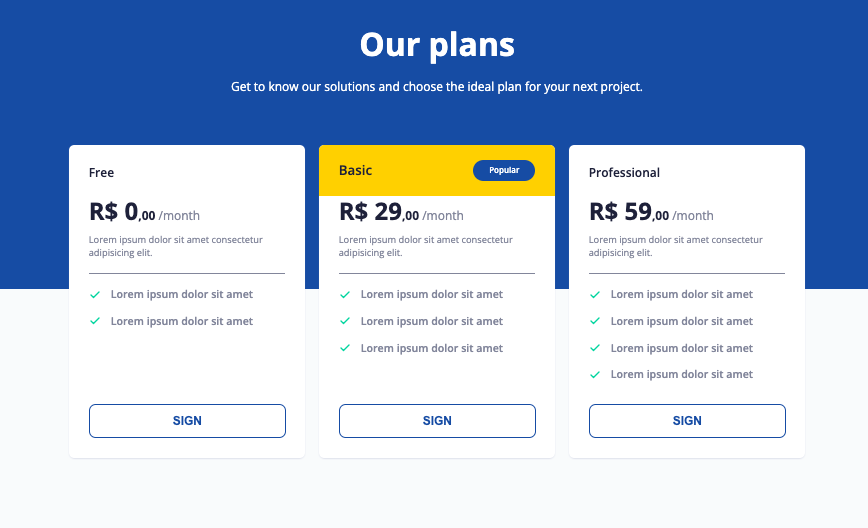 Our plans
Get to know our solutions and choose the ideal plan for your next project.
Free
R$ 0,00 /month
Lorem ipsum dolor sit amet consectetur
adipisicing elit.
Lorem ipsum dolor sit amet
Lorem ipsum dolor sit amet
SIGN
Basic
Popular
R$ 29,00 /month
Lorem ipsum dolor sit amet consectetur
adipisicing elit.
Lorem ipsum dolor sit amet
Lorem ipsum dolor sit amet
Lorem ipsum dolor sit amet
SIGN
Professional
R$ 59,00 /month
Lorem ipsum dolor sit amet consectetur
adipisicing elit.
Lorem ipsum dolor sit amet
Lorem ipsum dolor sit amet
Lorem ipsum dolor sit amet
Lorem ipsum dolor sit amet
SIGN